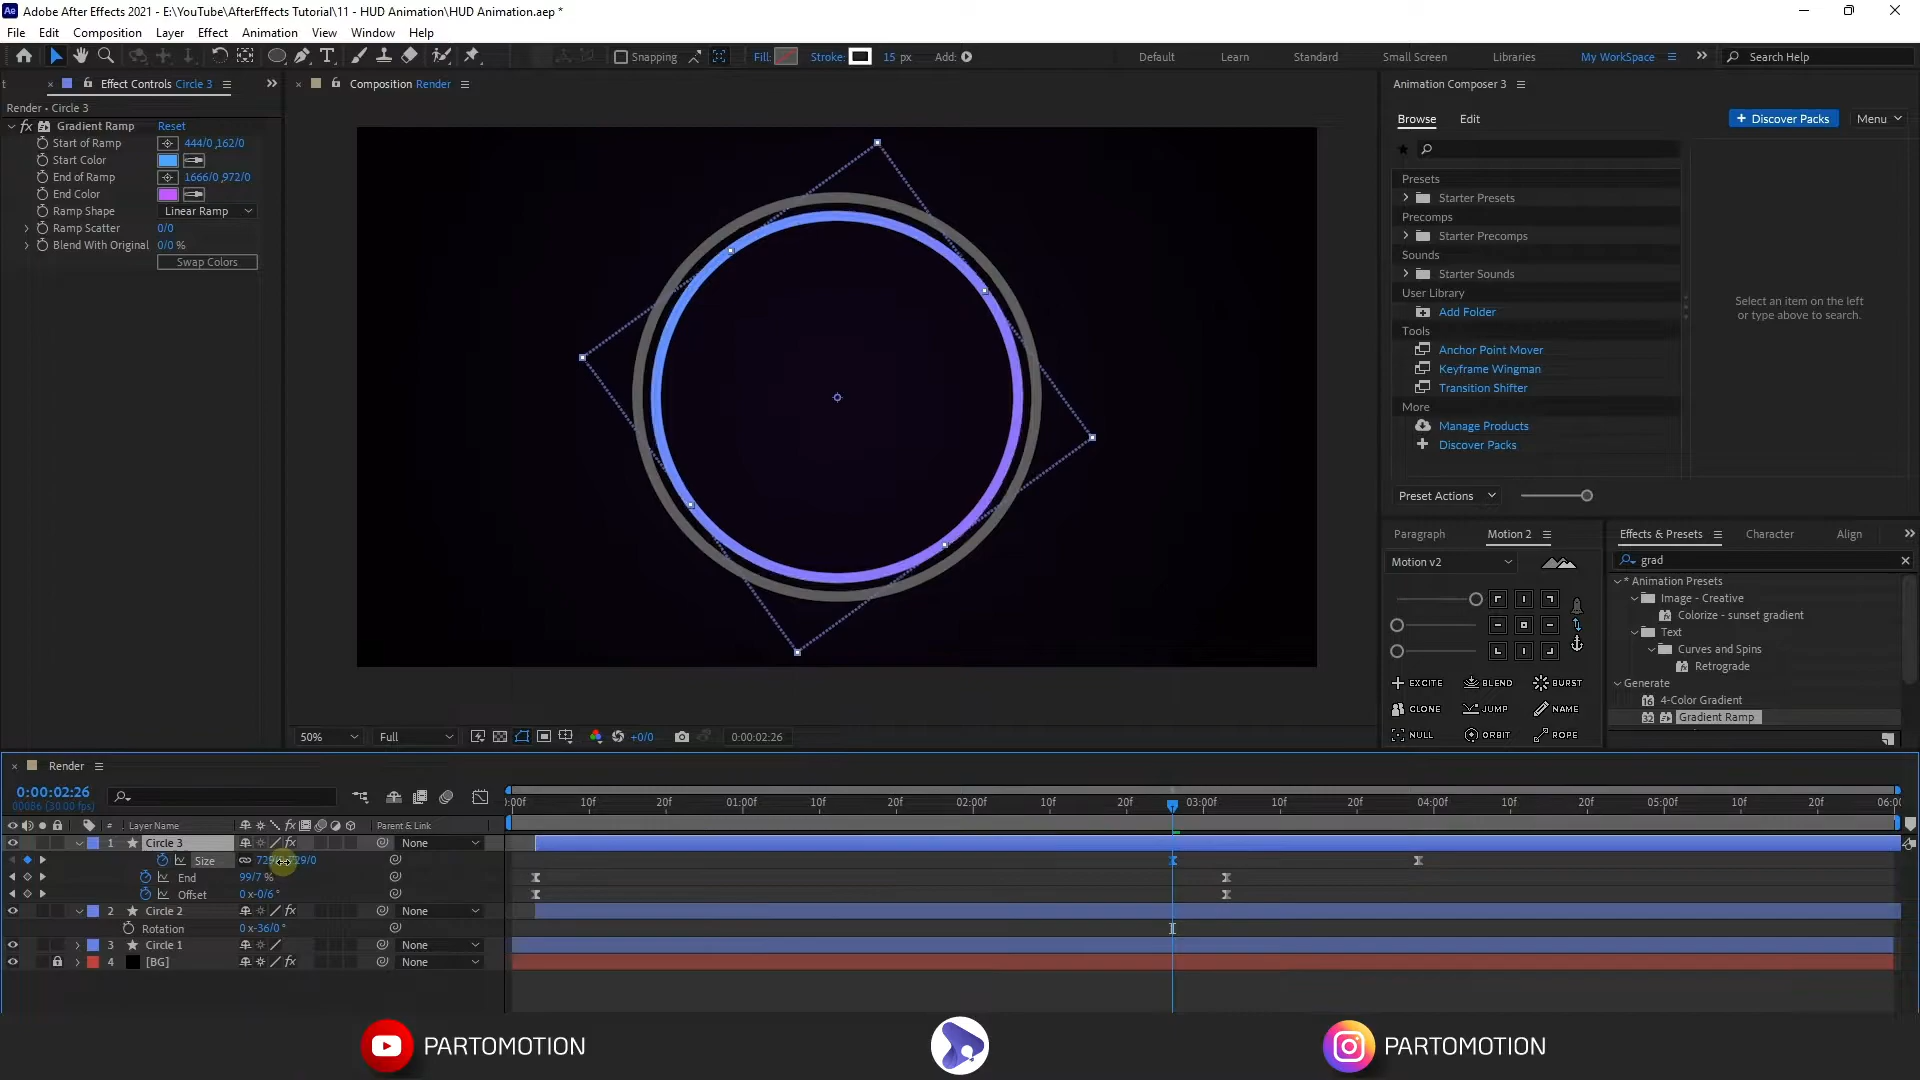 Adobe After Effects 2021 - E:\YouTube\AfterEffects Tutorial\11 - HUD Animation\HUD Animation.aep *
File Edit Composition Layer Effect Animation View Window Help
Snapping Fill: Stroke: 15 px Add: Default Learn Standard Small Screen Libraries My WorkSpace Search Help
Effect Controls Circle 3
Composition Render
Animation Composer 3
Render - Circle 3
fx Gradient Ramp Reset
Start of Ramp 444/0 ,162/0
Start Color
End of Ramp 1666/0 ,972/0
End Color
Ramp Shape Linear Ramp
Ramp Scatter 0/0
Blend With Original 0/0 %
Swap Colors
Browse Edit + Discover Packs Menu
Presets
Starter Presets
Precomps
Starter Precomps
Sounds
Starter Sounds
User Library
Add Folder
Tools
Anchor Point Mover
Keyframe Wingman
Transition Shifter
More
Manage Products
Discover Packs
Select an item on the left
or type above to search.
Preset Actions
Paragraph Motion 2
Motion v2
EXCITE BLEND BURST
CLONE JUMP NAME
NULL ORBIT ROPE
Effects & Presets Character Align
grad
* Animation Presets
Image - Creative
Colorize - sunset gradient
Text
Curves and Spins
Retrograde
Generate
4-Color Gradient
Gradient Ramp
50% Full +0/0 0:00:02:26
Render
0:00:02:26
00086 (30.00 fps)
:00f 10f 20f 01:00f 10f 20f 02:00f 10f 20f 03:00f 10f 20f 04:00f 10f 20f 05:00f 10f 20f 06:00
# Layer Name Parent & Link
1 Circle 3 None
Size
End 99/7 %
Offset 0 x-0/6 °
2 Circle 2 None
Rotation 0 x-36/0 °
3 Circle 1 None
4 [BG] None
PARTOMOTION
PARTOMOTION